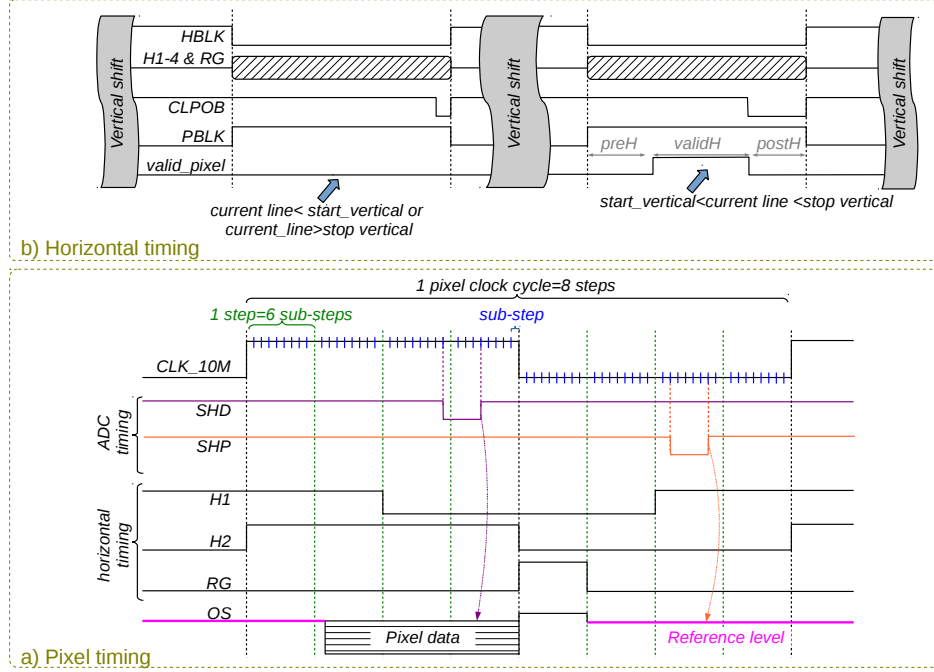 HBLK
H1-4 & RG
CLPOB
PBLK
valid_pixel
Vertical shift
Vertical shift
Vertical shift
preH
validH
postH
current line< start_vertical or
current_line>stop vertical
start_vertical<current line <stop vertical
b) Horizontal timing
1 pixel clock cycle=8 steps
1 step=6 sub-steps
sub-step
CLK_10M
ADC
timing
SHD
SHP
horizontal
timing
H1
H2
RG
OS
Pixel data
Reference level
a) Pixel timing